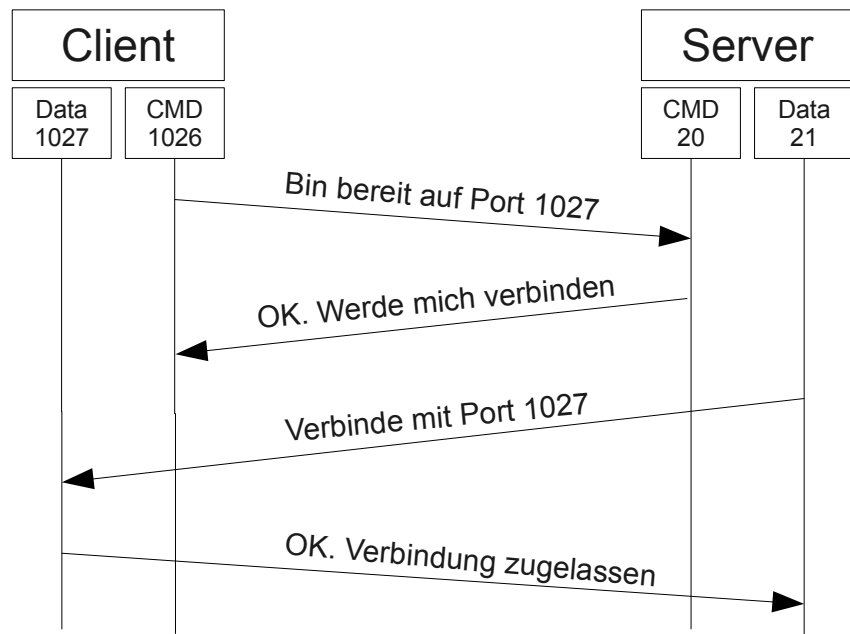 Client
Server
Data
1027
CMD
1026
CMD
20
Data
21
Bin bereit auf Port 1027
OK. Werde mich verbinden
Verbinde mit Port 1027
OK. Verbindung zugelassen